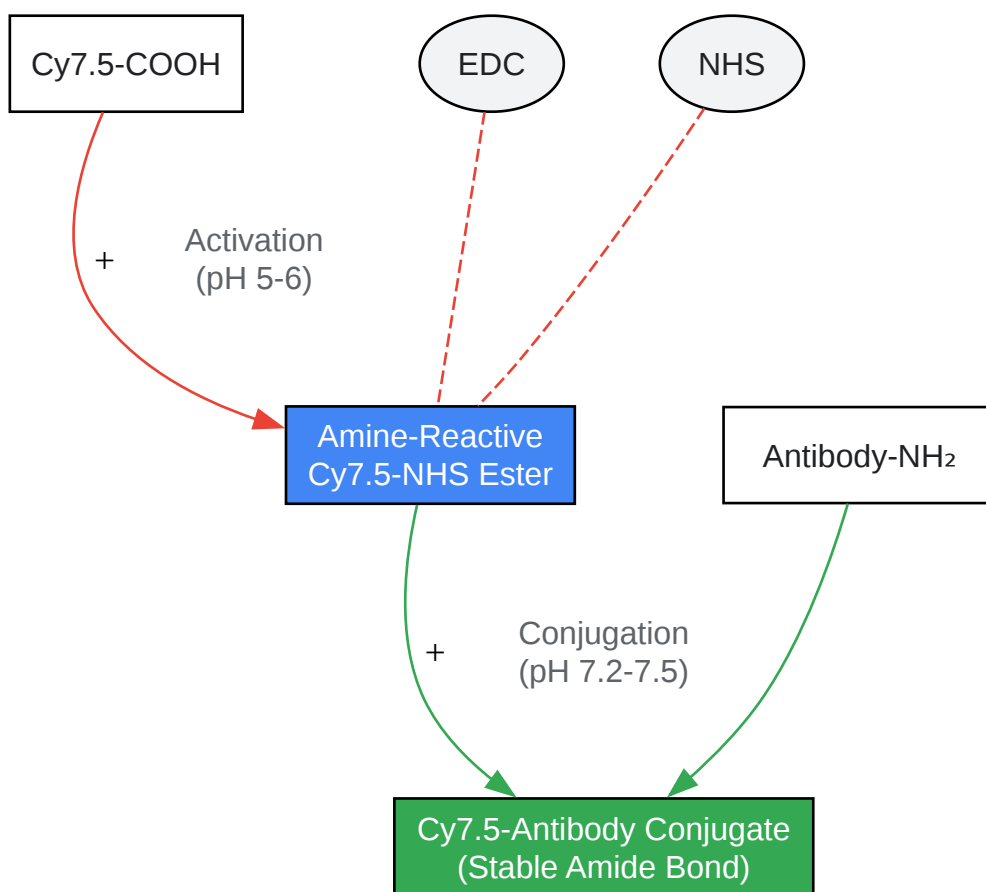 Cy7.5-COOH
EDC
NHS
+
Activation
(pH 5-6)
Amine-Reactive
Cy7.5-NHS Ester
Antibody-NH₂
+
Conjugation
(pH 7.2-7.5)
Cy7.5-Antibody Conjugate
(Stable Amide Bond)